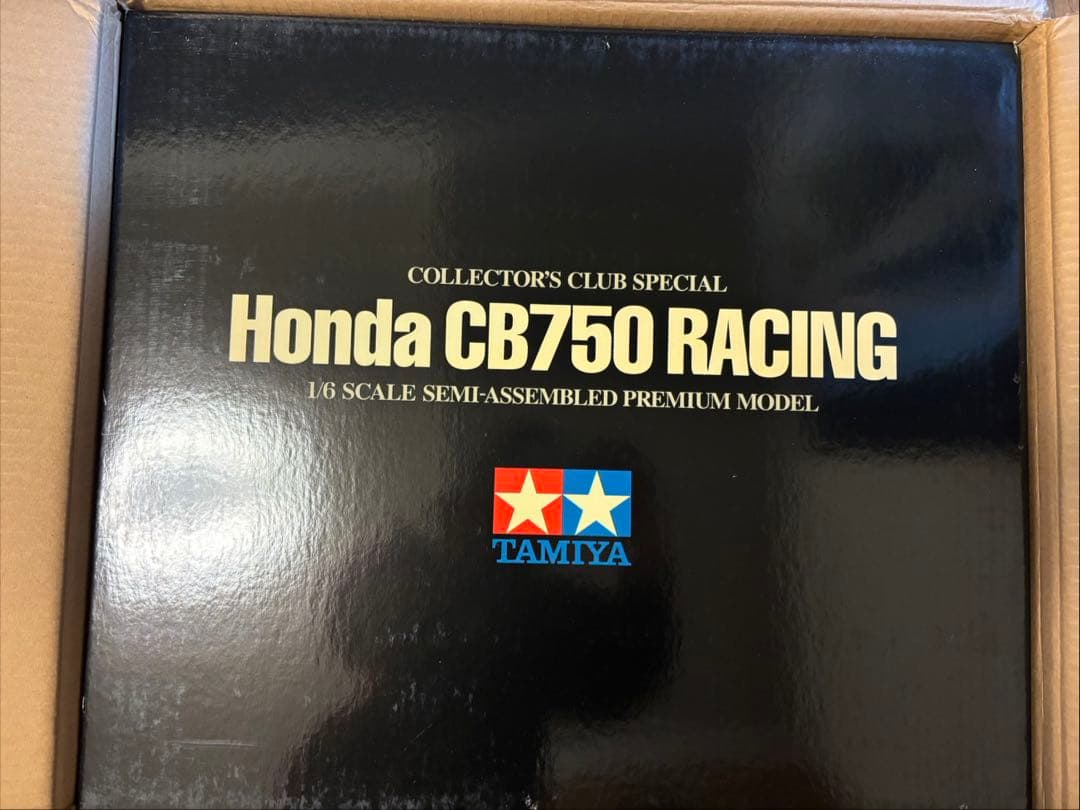 COLLECTOR'S CLUB SPECIAL
Honda CB750 RACING
1/6 SCALE SEMI-ASSEMBLED PREMIUM MODEL
TAMIYA